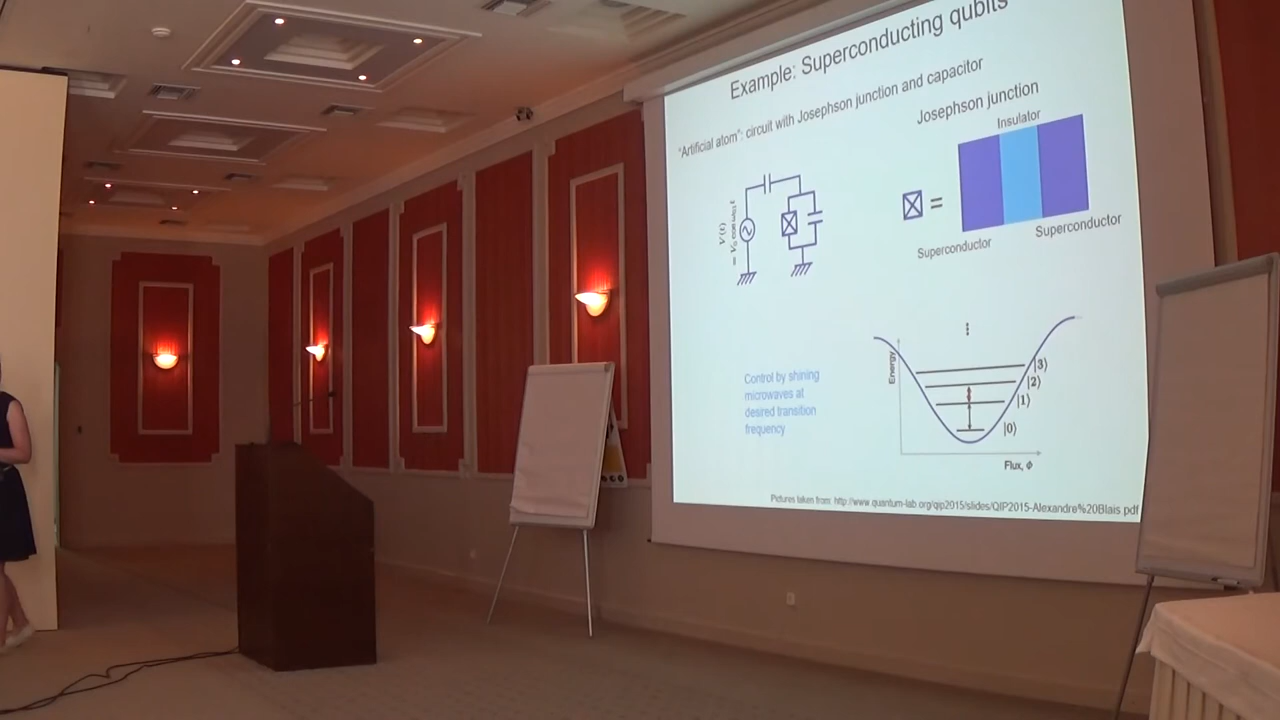 Example: Superconducting qubits
"Artificial atom": circuit with Josephson junction and capacitor
Josephson junction
Insulator
=
Superconductor
Superconductor
V(t)
Energy
|3⟩
|2⟩
|1⟩
|0⟩
Flux, ϕ
Control by shining
microwaves at
desired transition
frequency
Pictures taken from: http://www.quantum-lab.org/qip2015/slides/QIP2015-Alexandre%20Blais.pdf